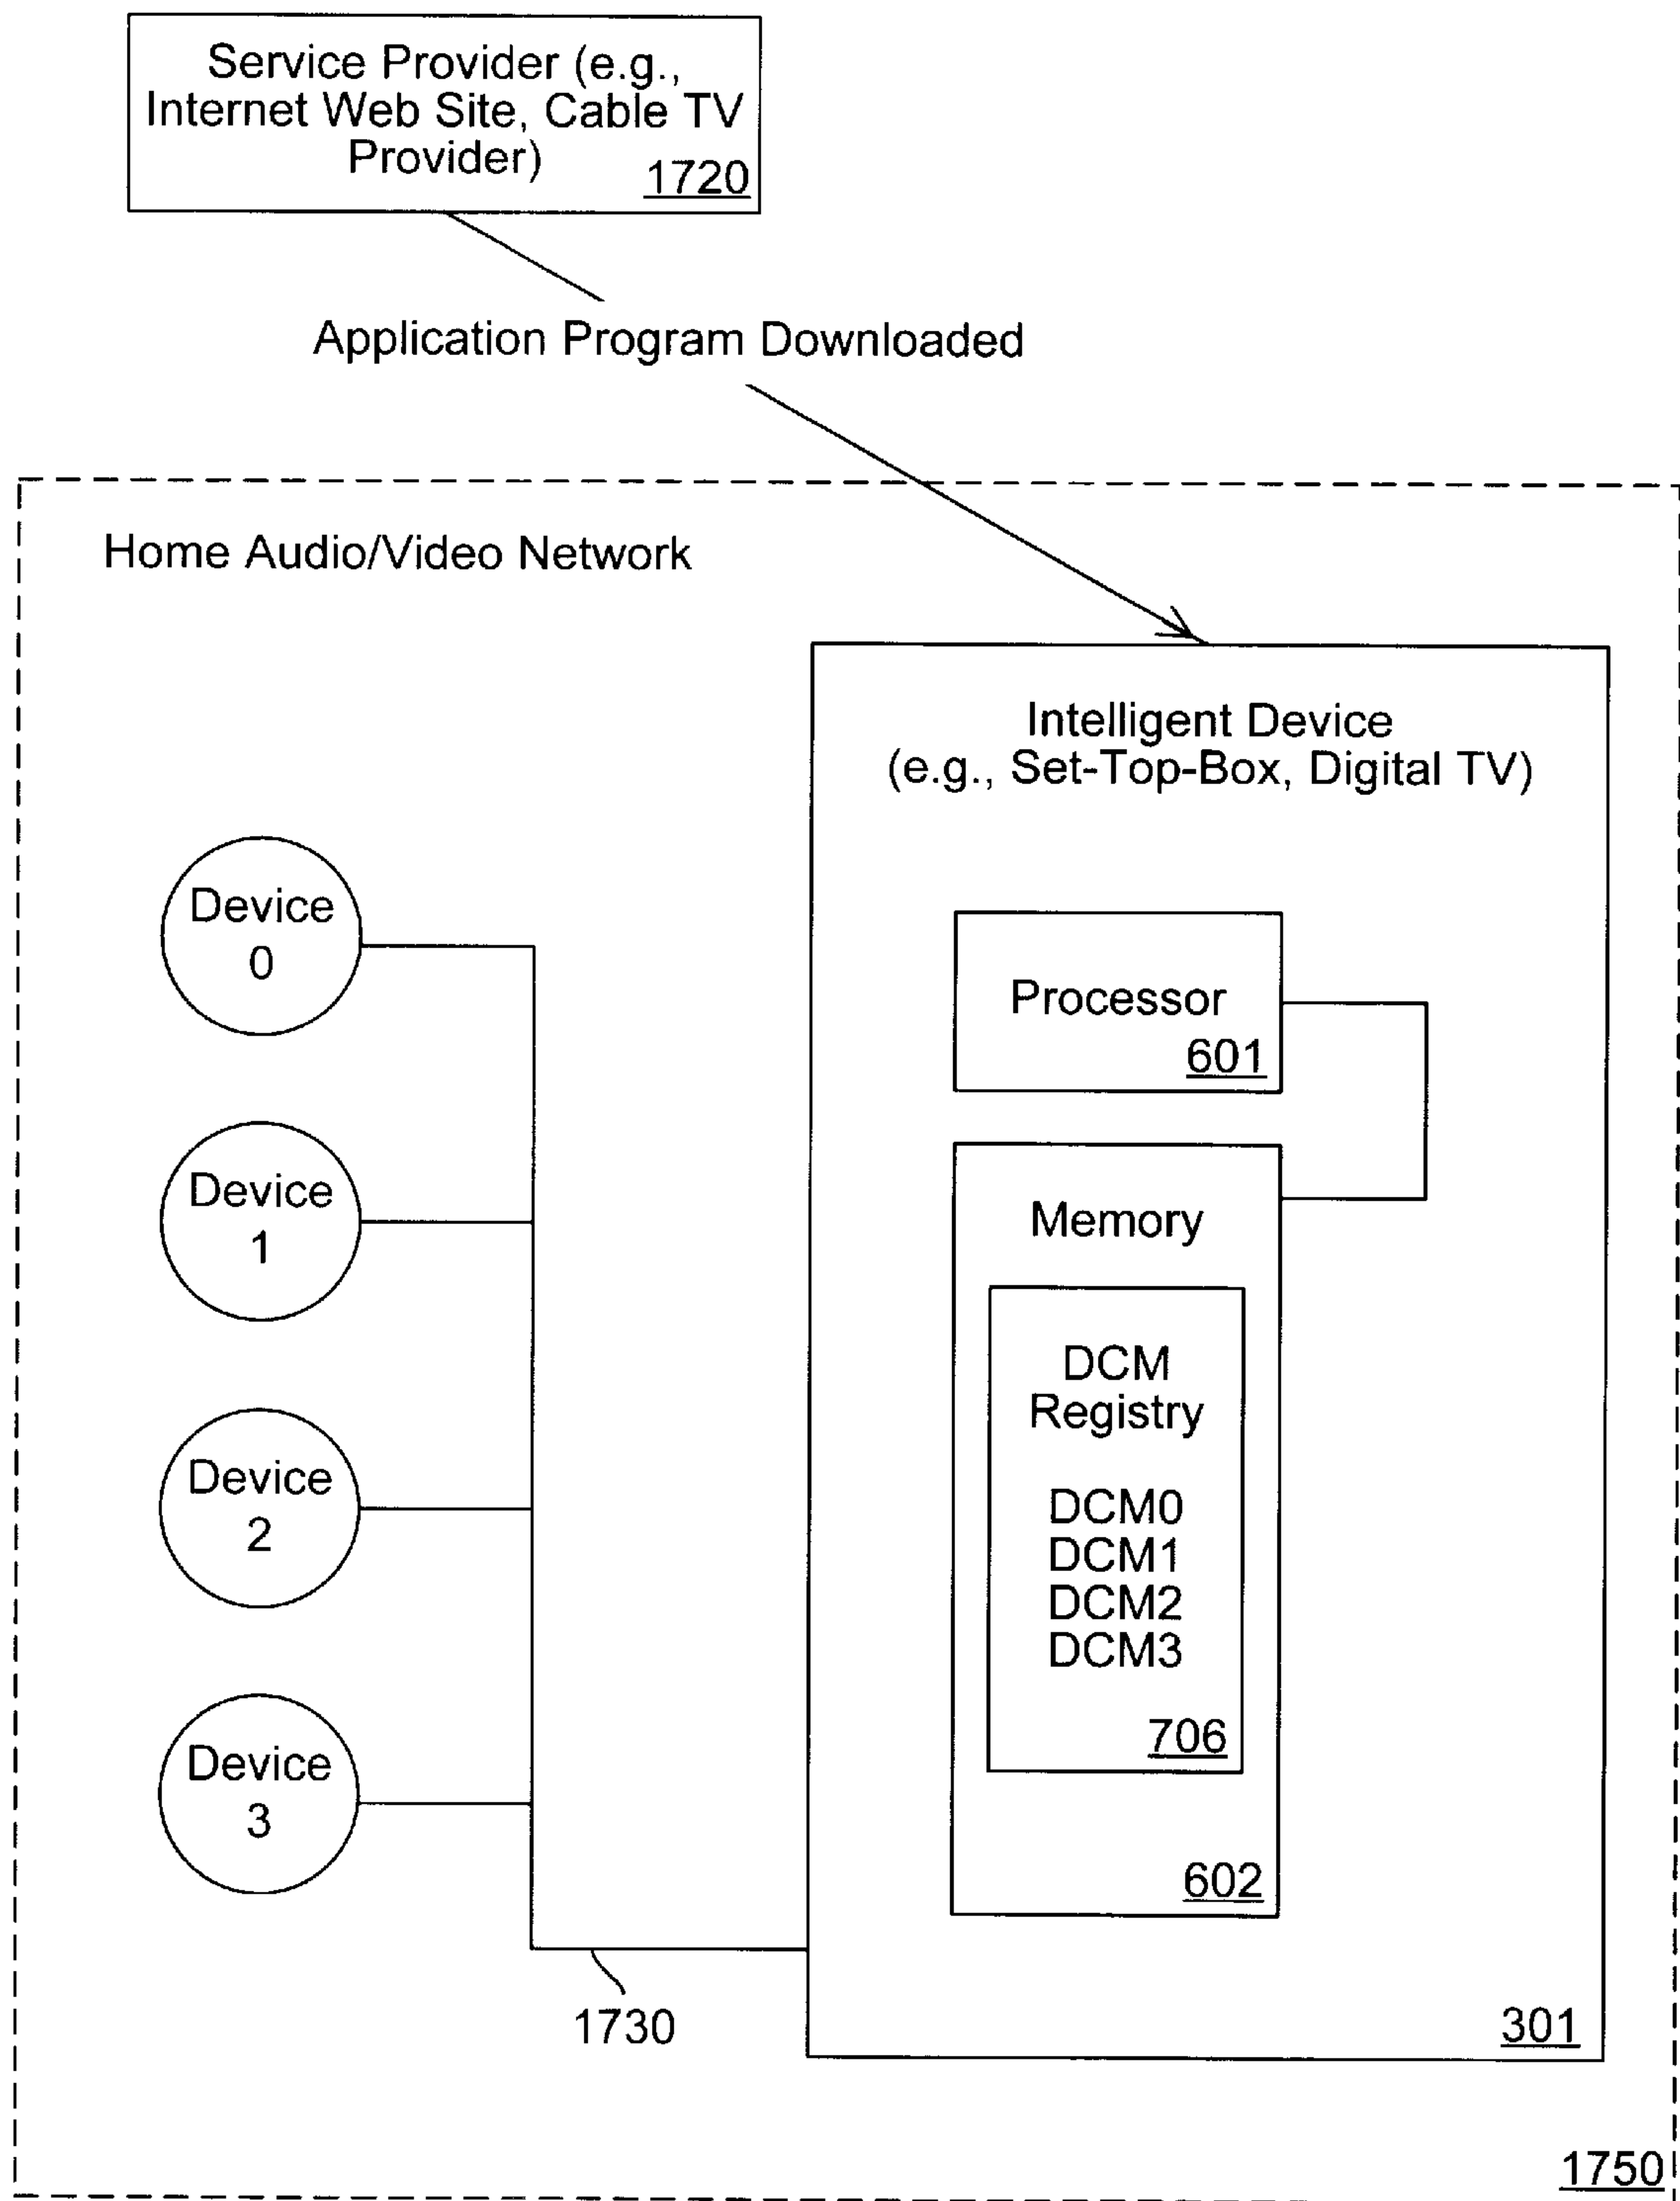 Service Provider (e.g.,
Internet Web Site, Cable TV
Provider)
1720
Application Program Downloaded
Home Audio/Video Network
Intelligent Device
(e.g., Set-Top-Box, Digital TV)
Device
0
Processor
601
Device
1
Memory
DCM
Registry
Device
2
DCM0
DCM1
DCM2
DCM3
706
Device
3
602
1730
301
1750